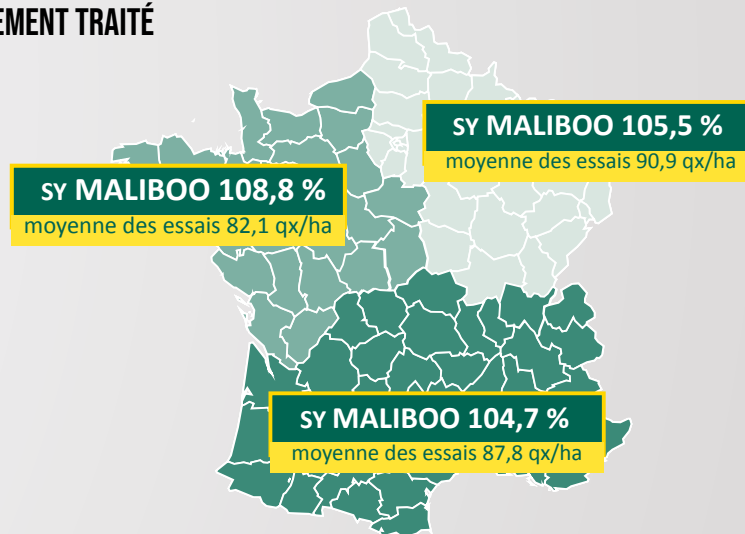 EMENT TRAITÉ
SY MALIBOO 105,5 %
moyenne des essais 90,9 qx/ha
SY MALIBOO 108,8 %
moyenne des essais 82,1 qx/ha
SY MALIBOO 104,7 %
moyenne des essais 87,8 qx/ha